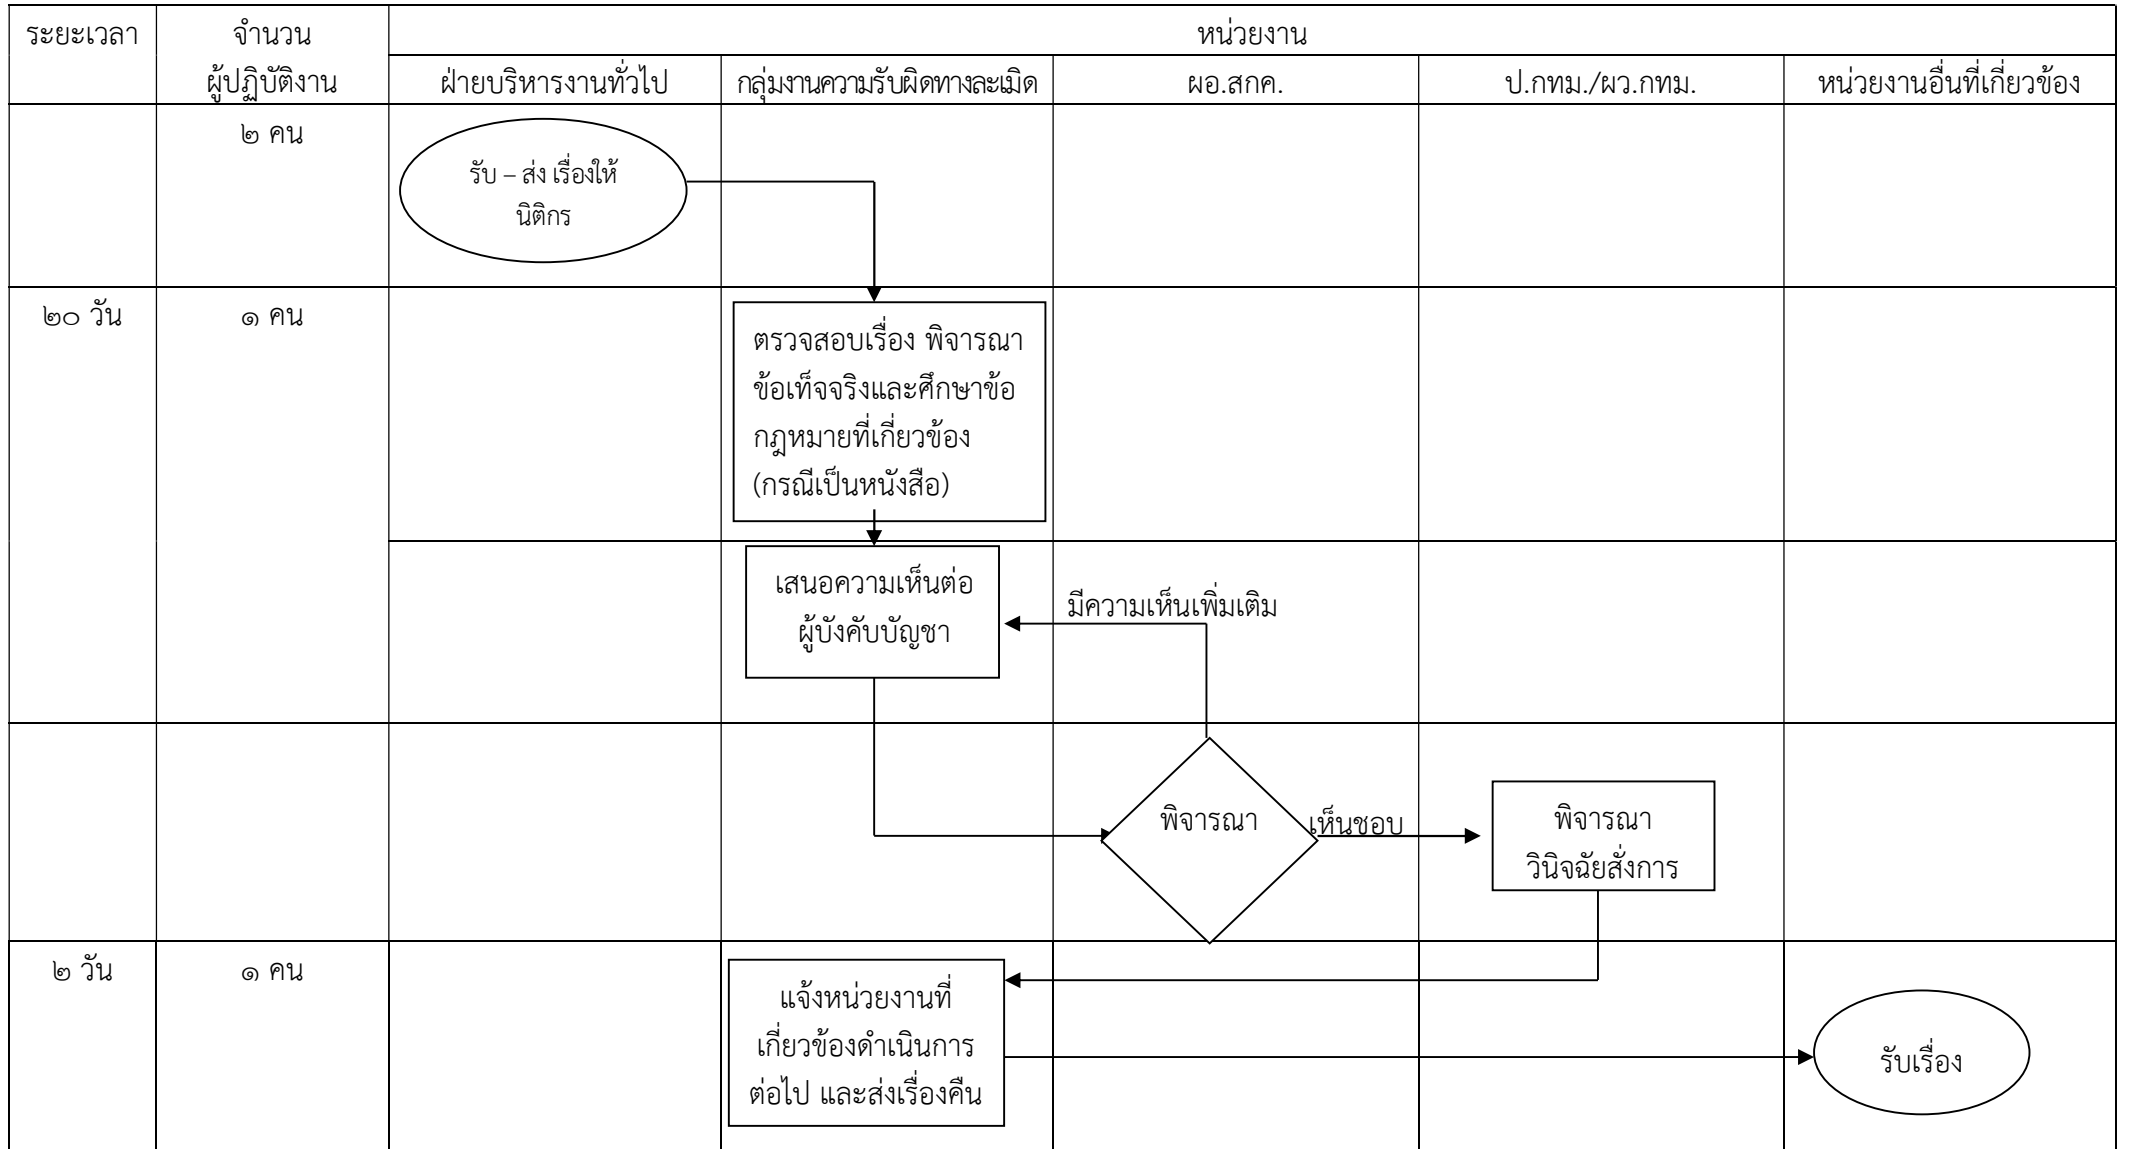 ระยะเวลา
จำนวน
ผู้ปฏิบัติงาน
หน่วยงาน
ฝ่ายบริหารงานทั่วไป
กลุ่มงานความรับผิดทางละเมิด
ผอ.สกค.
ป.กทม./ผว.กทม.
หน่วยงานอื่นที่เกี่ยวข้อง
๒ คน
รับ – ส่ง เรื่องให้
นิติกร
๒๐ วัน
๑ คน
ตรวจสอบเรื่อง พิจารณา
ข้อเท็จจริงและศึกษาข้อ
กฎหมายที่เกี่ยวข้อง
(กรณีเป็นหนังสือ)
เสนอความเห็นต่อ
ผู้บังคับบัญชา
มีความเห็นเพิ่มเติม
พิจารณา
เห็นชอบ
พิจารณา
วินิจฉัยสั่งการ
๒ วัน
๑ คน
แจ้งหน่วยงานที่
เกี่ยวข้องดำเนินการ
ต่อไป และส่งเรื่องคืน
รับเรื่อง